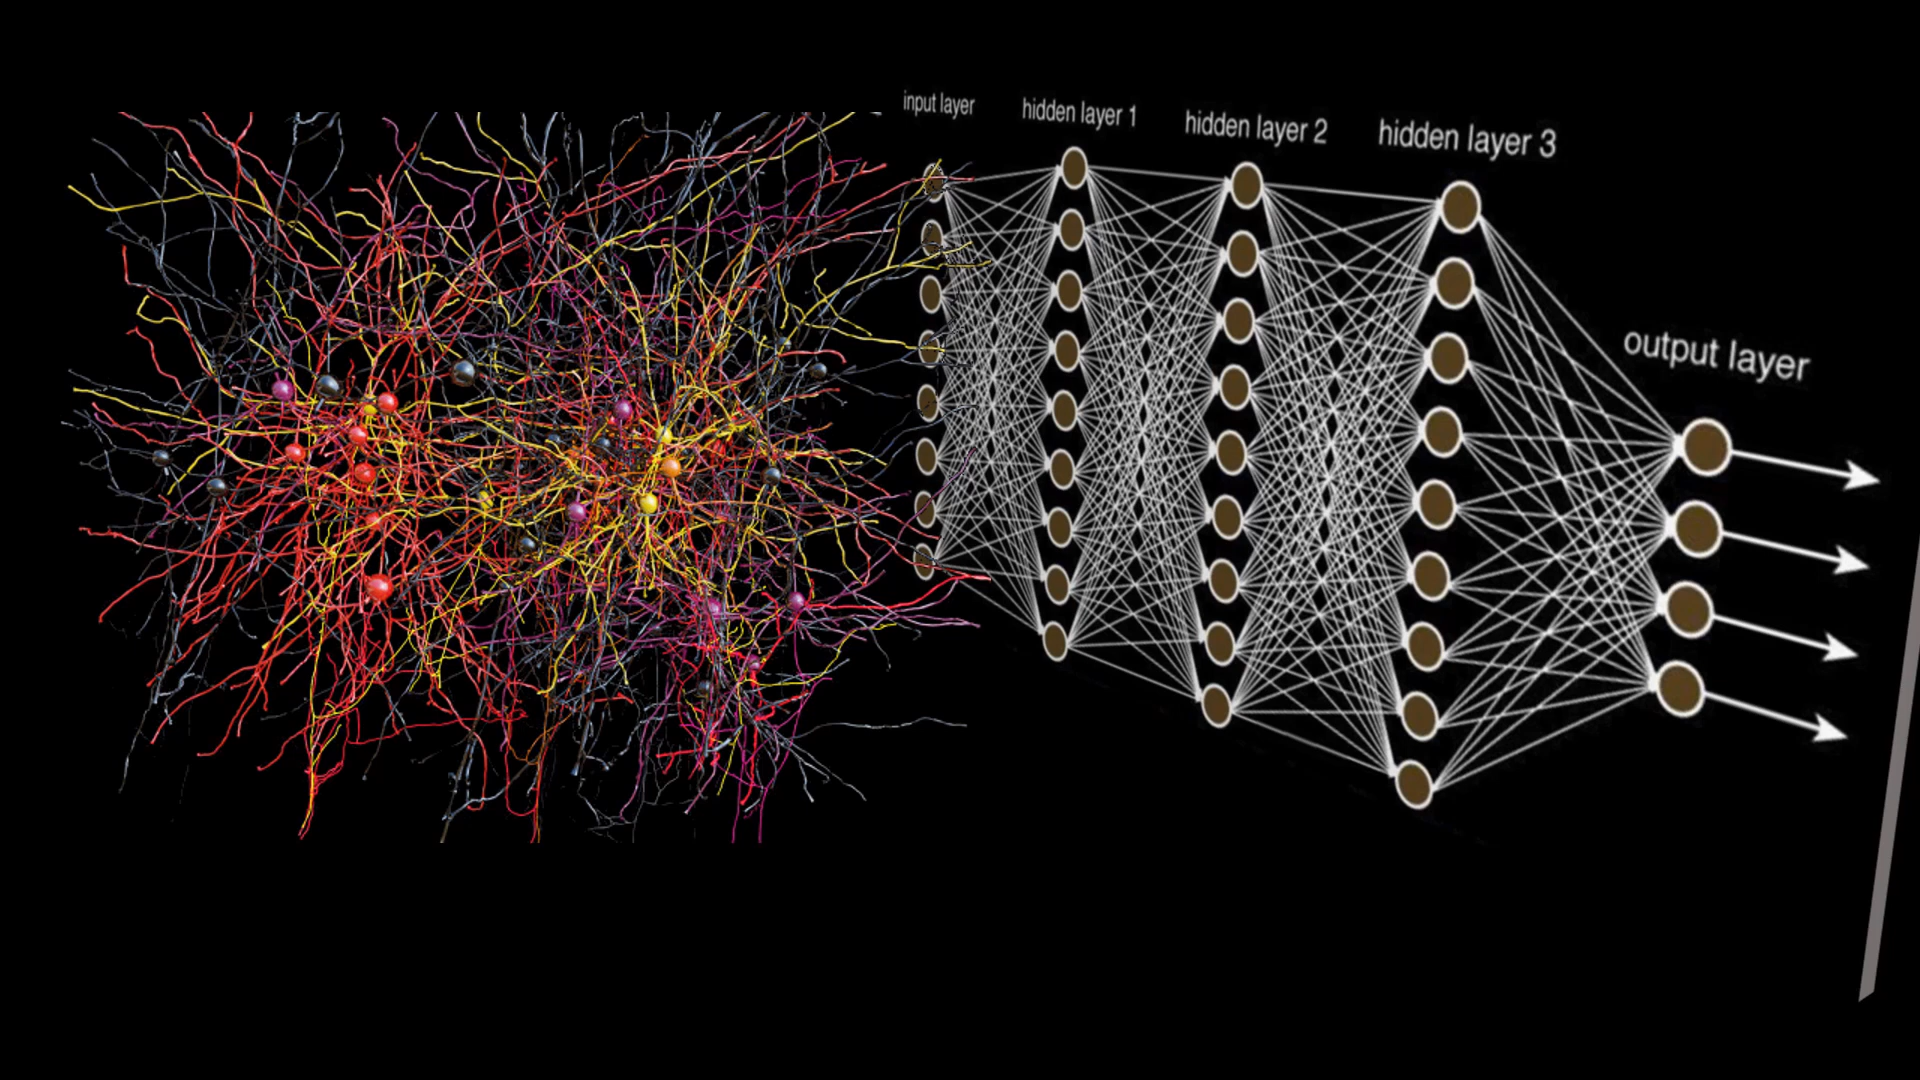 input layer
hidden layer 1
hidden layer 2
hidden layer 3
output layer